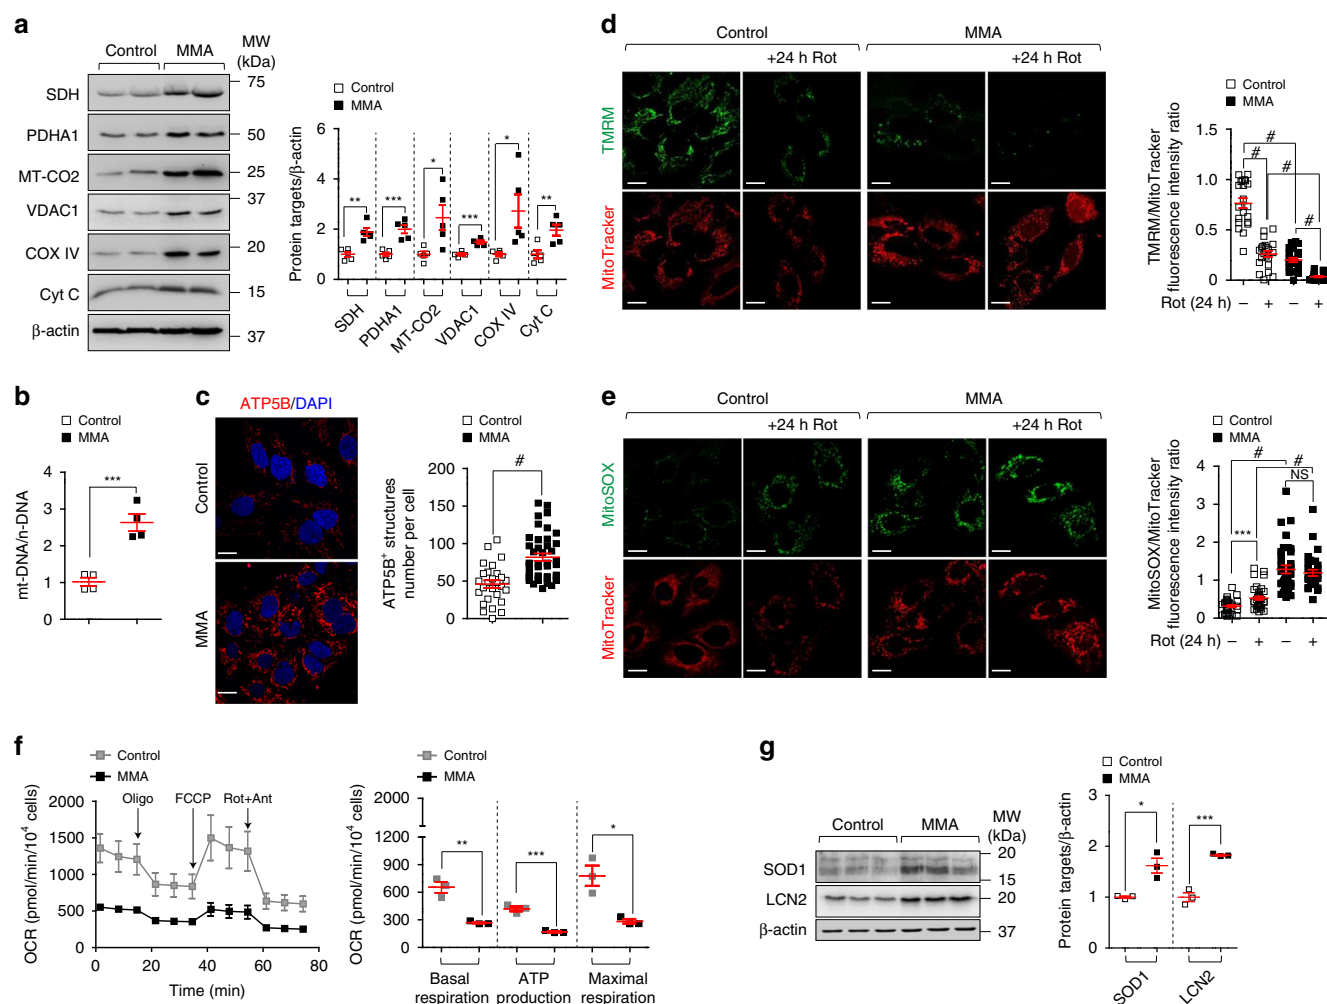 a
Control MMA MW (kDa)
SDH
PDHA1
MT-CO2
VDAC1
COX IV
Cyt C
β-actin
75
50
25
37
20
15
37
Control
MMA
Protein targets/β-actin
6
4
2
0
** *** * *** * **
SDH PDHA1 MT-CO2 VDAC1 COX IV Cyt C
b
Control
MMA
mt-DNA/n-DNA
4
3
2
1
0
***
c
ATP5B/DAPI
Control
MMA
Control
MMA
ATP5B+ structures
number per cell
200
150
100
50
0
#
d
Control MMA
+24 h Rot +24 h Rot
TMRM
MitoTracker
Control
MMA
TMRM/MitoTracker
fluorescence intensity ratio
1.5
1.0
0.5
0
# # # #
Rot (24 h) – + – +
e
Control MMA
+24 h Rot +24 h Rot
MitoSOX
MitoTracker
Control
MMA
MitoSOX/MitoTracker
fluorescence intensity ratio
4
3
2
1
0
# #
NS
***
Rot (24 h) – + – +
f
Control
MMA
OCR (pmol/min/10⁴ cells)
2000
1500
1000
500
0
Oligo FCCP Rot+Ant
0 20 40 60 80
Time (min)
Control
MMA
OCR (pmol/min/10⁴ cells)
2000
1200
900
600
300
0
** *** *
Basal respiration
ATP production
Maximal respiration
g
Control MMA MW (kDa)
SOD1
LCN2
β-actin
20
15
20
37
Control
MMA
Protein targets/β-actin
3
2
1
0
* ***
SOD1 LCN2